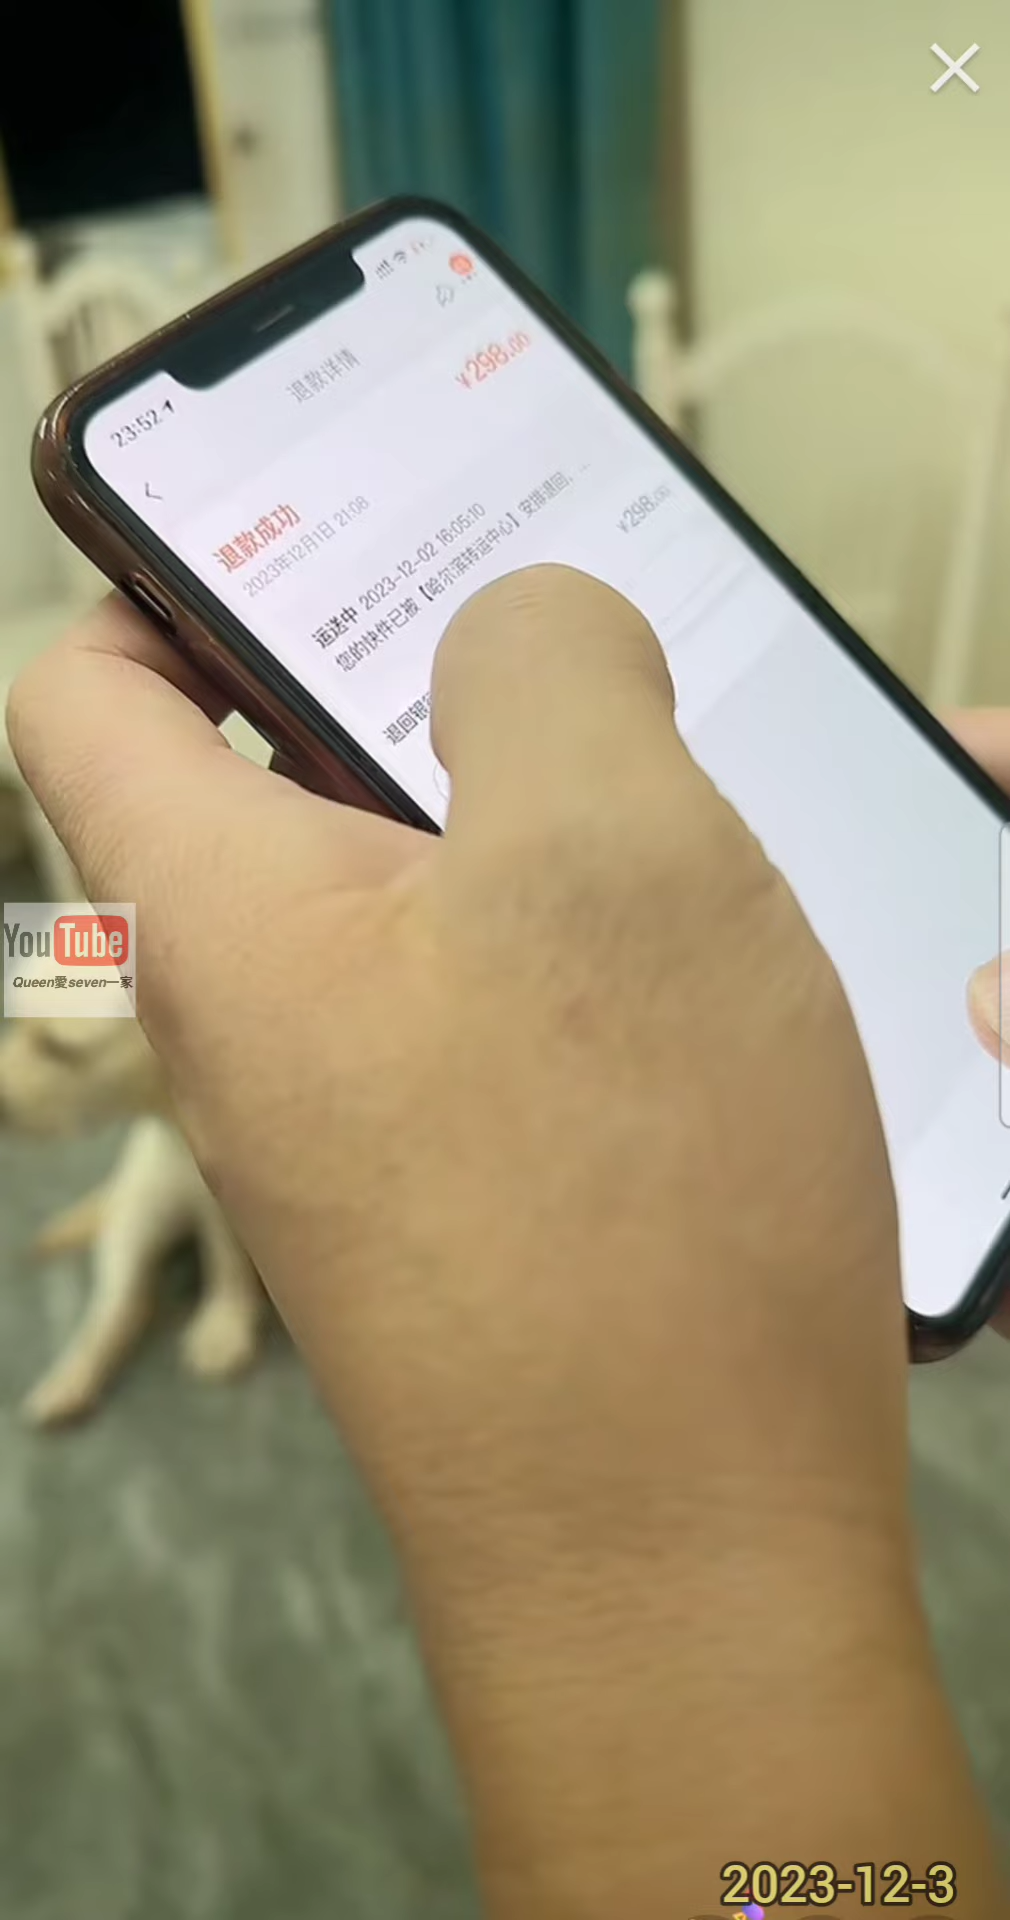 23:52
退款详情
退款成功
¥298.00
2023年12月1日 21:08
运送中 2023-12-02 16:05:10
您的快件已被【哈尔滨转运中心】安排退回, ...
退回银
¥298.00
YouTube
Queen愛seven一家
2023-12-3